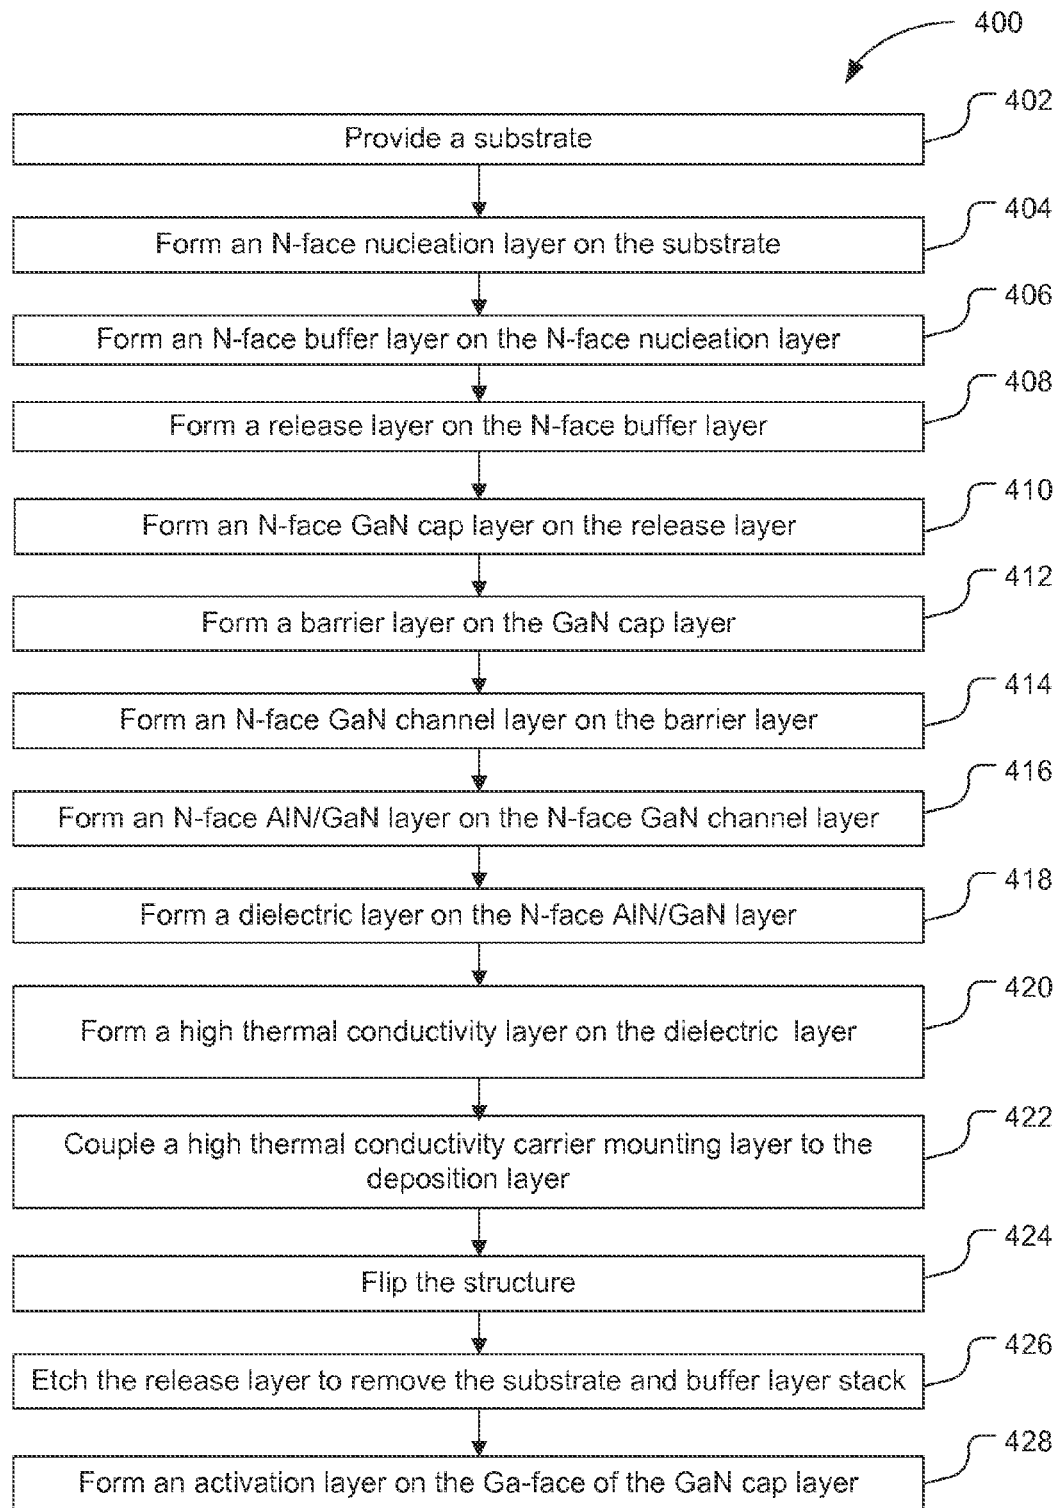 400
402
Provide a substrate
404
Form an N-face nucleation layer on the substrate
406
Form an N-face buffer layer on the N-face nucleation layer
408
Form a release layer on the N-face buffer layer
410
Form an N-face GaN cap layer on the release layer
412
Form a barrier layer on the GaN cap layer
414
Form an N-face GaN channel layer on the barrier layer
416
Form an N-face AlN/GaN layer on the N-face GaN channel layer
418
Form a dielectric layer on the N-face AlN/GaN layer
420
Form a high thermal conductivity layer on the dielectric layer
422
Couple a high thermal conductivity carrier mounting layer to the
deposition layer
424
Flip the structure
426
Etch the release layer to remove the substrate and buffer layer stack
428
Form an activation layer on the Ga-face of the GaN cap layer